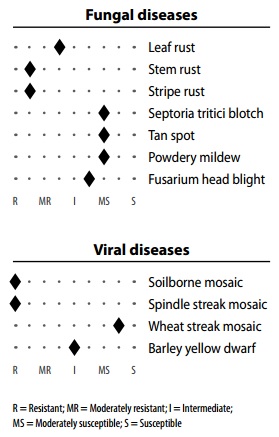 Fungal diseases
Leaf rust
Stem rust
Stripe rust
Septoria tritici blotch
Tan spot
Powdery mildew
Fusarium head blight
R MR I MS S
Viral diseases
Soilborne mosaic
Spindle streak mosaic
Wheat streak mosaic
Barley yellow dwarf
R MR I MS S
R = Resistant; MR = Moderately resistant; I = Intermediate;
MS = Moderately susceptible; S = Susceptible